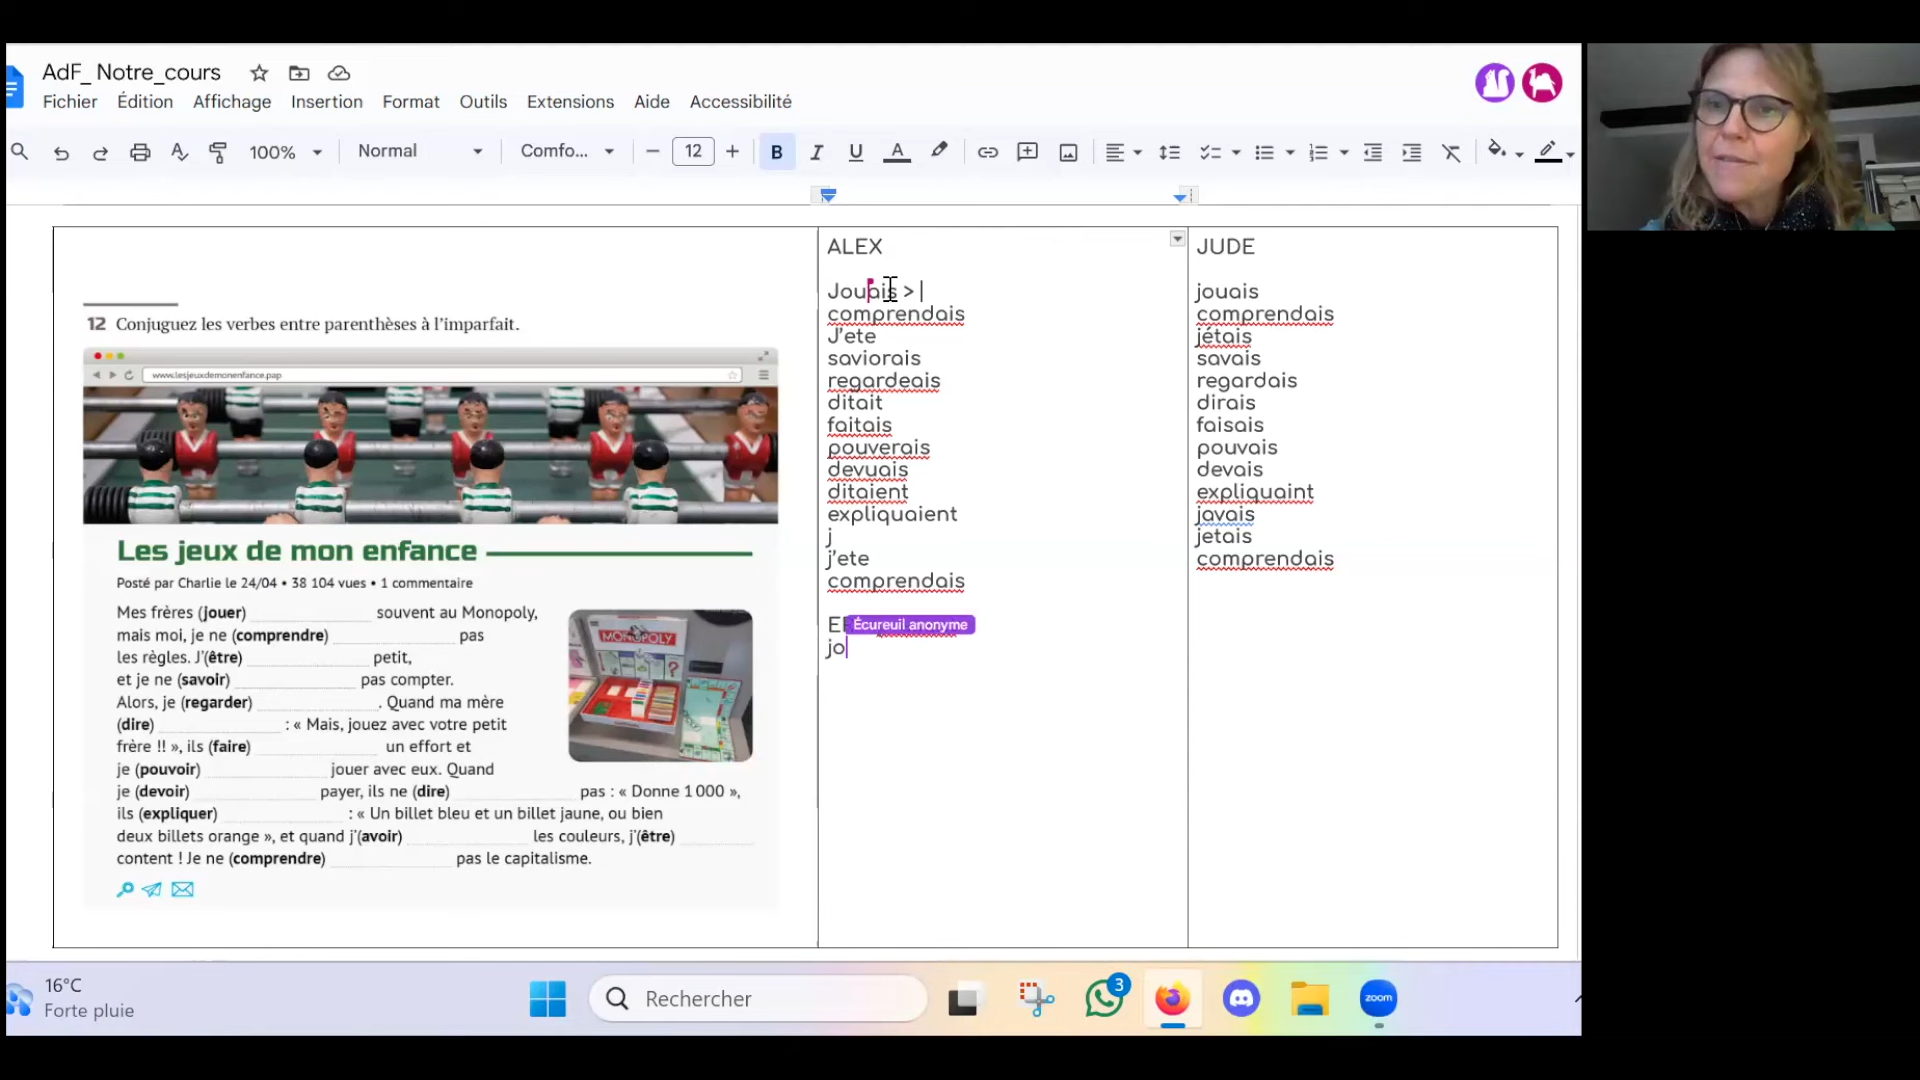 AdF_ Notre_cours
Fichier Édition Affichage Insertion Format Outils Extensions Aide Accessibilité
100% Normal Comfo... 12 B I U A
12 Conjuguez les verbes entre parenthèses à l'imparfait.
www.lesjeuxdemonenfance.pap
Les jeux de mon enfance
Posté par Charlie le 24/04 • 38 104 vues • 1 commentaire
Mes frères (jouer) souvent au Monopoly,
mais moi, je ne (comprendre) pas
les règles. J'(être) petit,
et je ne (savoir) pas compter.
Alors, je (regarder) . Quand ma mère
(dire) : « Mais, jouez avec votre petit
frère !! », ils (faire) un effort et
je (pouvoir) jouer avec eux. Quand
je (devoir) payer, ils ne (dire) pas : « Donne 1 000 »,
ils (expliquer) : « Un billet bleu et un billet jaune, ou bien
deux billets orange », et quand j'(avoir) les couleurs, j'(être)
content ! Je ne (comprendre) pas le capitalisme.
MONOPOLY
ALEX
Jouais >
comprendais
J'ete
saviorais
regardeais
ditait
faitais
pouverais
devuais
ditaient
expliquaient
j
j'ete
comprendais
Écureuil anonyme
jo
JUDE
jouais
comprendais
jétais
savais
regardais
dirais
faisais
pouvais
devais
expliquaint
javais
jetais
comprendais
16°C
Forte pluie
Rechercher
3
zoom